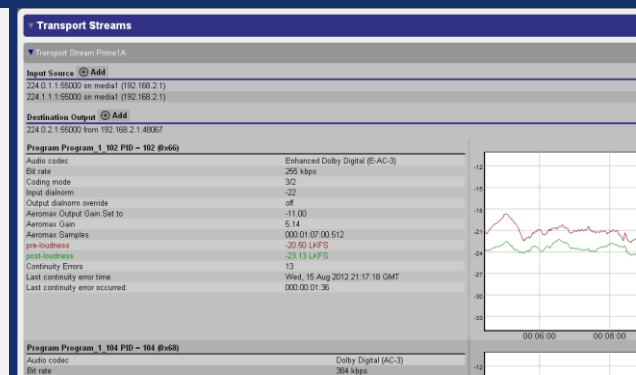 Transport Streams
Transport Stream Prime1A
Input Source Add
224.0.1.1:55000 on media1 (192.168.2.1)
224.1.1.1:55000 on media1 (192.168.2.1)
Destination Output Add
224.0.2.1:55000 from 192.168.2.1:48067
Program Program_1_102 PID – 102 (0x66)
Audio codec Enhanced Dolby Digital (E-AC-3)
Bit rate 255 kbps
Coding mode 3/2
Input dialnorm -22
Output dialnorm override off
Aeromax Output Gain Set to -11.00
Aeromax Gain 5.14
Aeromax Samples 000:01:07:00.512
pre-loudness -20.50 LKFS
post-loudness -23.13 LKFS
Continuity Errors 13
Last continuity error time Wed, 15 Aug 2012 21:17:18 GMT
Last continuity error occurred: 000:00:01:36
-12
-15
-18
-21
-24
-27
-30
-33
00:06:00 00:08:00
Program Program_1_104 PID – 104 (0x68)
Audio codec Dolby Digital (AC-3)
Bit rate 384 kbps
-12